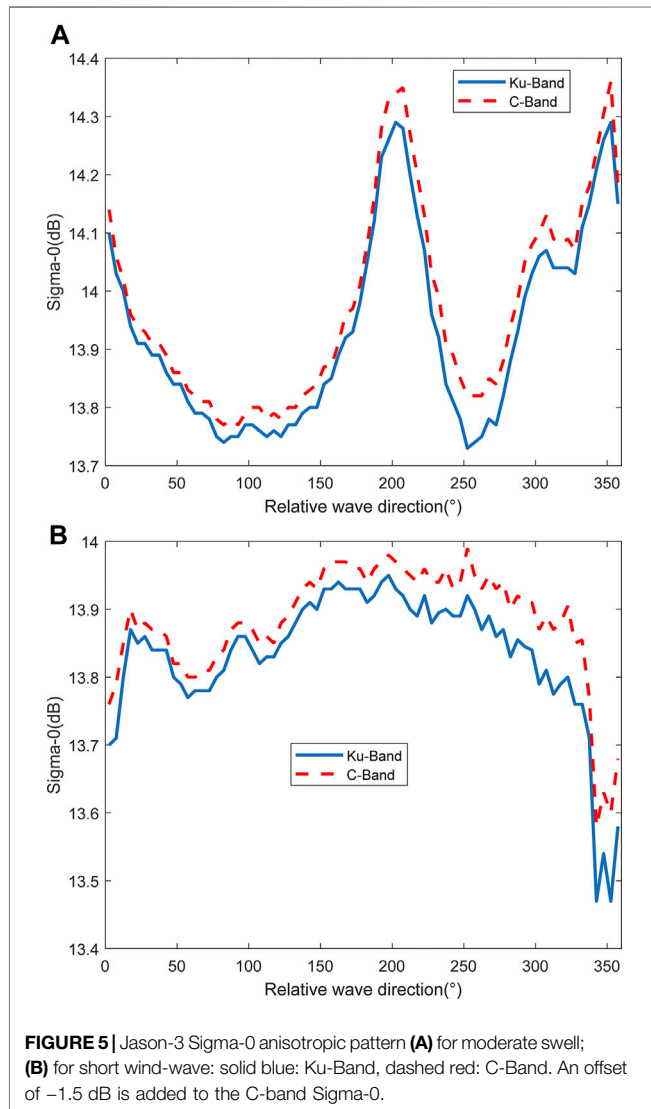 A
14.4
14.3
14.2
14.1
14
13.9
13.8
13.7
Sigma-0(dB)
Ku-Band
C-Band
0
50
100
150
200
250
300
350
Relative wave direction(°)
B
14
13.9
13.8
13.7
13.6
13.5
13.4
Sigma-0(dB)
Ku-Band
C-Band
0
50
100
150
200
250
300
350
Relative wave direction(°)
FIGURE 5 | Jason-3 Sigma-0 anisotropic pattern (A) for moderate swell;
(B) for short wind-wave: solid blue: Ku-Band, dashed red: C-Band. An offset
of −1.5 dB is added to the C-band Sigma-0.